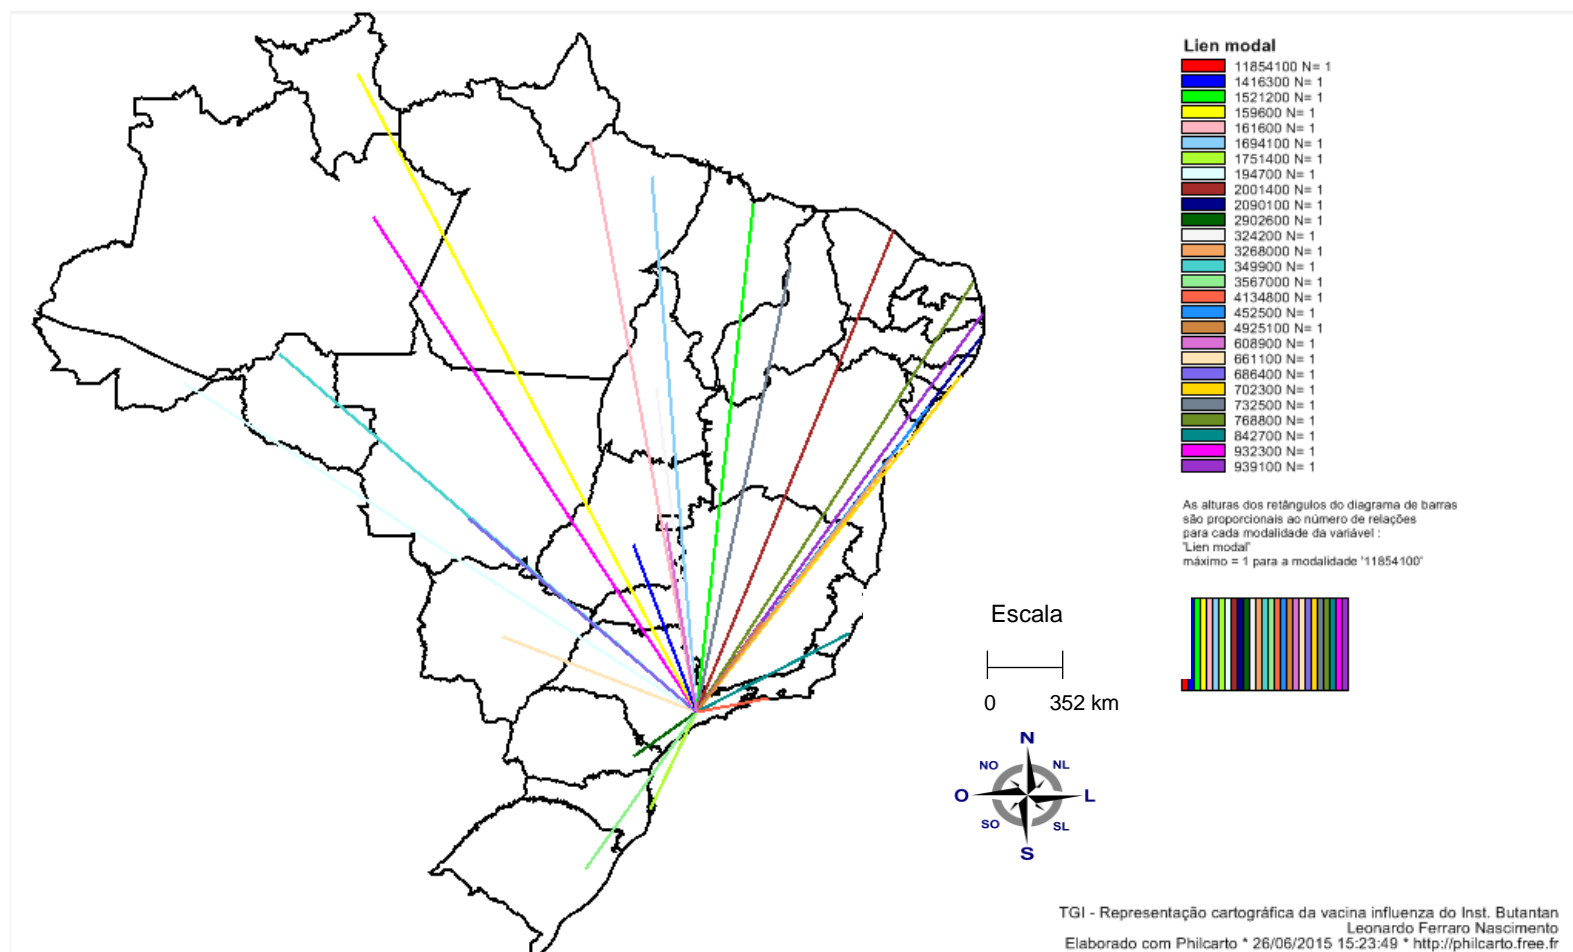 Lien modal
11854100 N= 1
1416300 N= 1
1521200 N= 1
159600 N= 1
161600 N= 1
1694100 N= 1
1751400 N= 1
194700 N= 1
2001400 N= 1
2090100 N= 1
2902600 N= 1
324200 N= 1
3268000 N= 1
349900 N= 1
3567000 N= 1
4134800 N= 1
452500 N= 1
4925100 N= 1
608900 N= 1
661100 N= 1
686400 N= 1
702300 N= 1
732500 N= 1
768800 N= 1
842700 N= 1
932300 N= 1
939100 N= 1
As alturas dos retângulos do diagrama de barras
são proporcionais ao número de relações
para cada modalidade da variável :
'Lien modal'
máximo = 1 para a modalidade '11854100'
Escala
0 352 km
N
NO NL
O L
SO SL
S
TGI - Representação cartográfica da vacina influenza do Inst. Butantan
Leonardo Ferraro Nascimento
Elaborado com Philcarto * 26/06/2015 15:23:49 * http://philcarto.free.fr